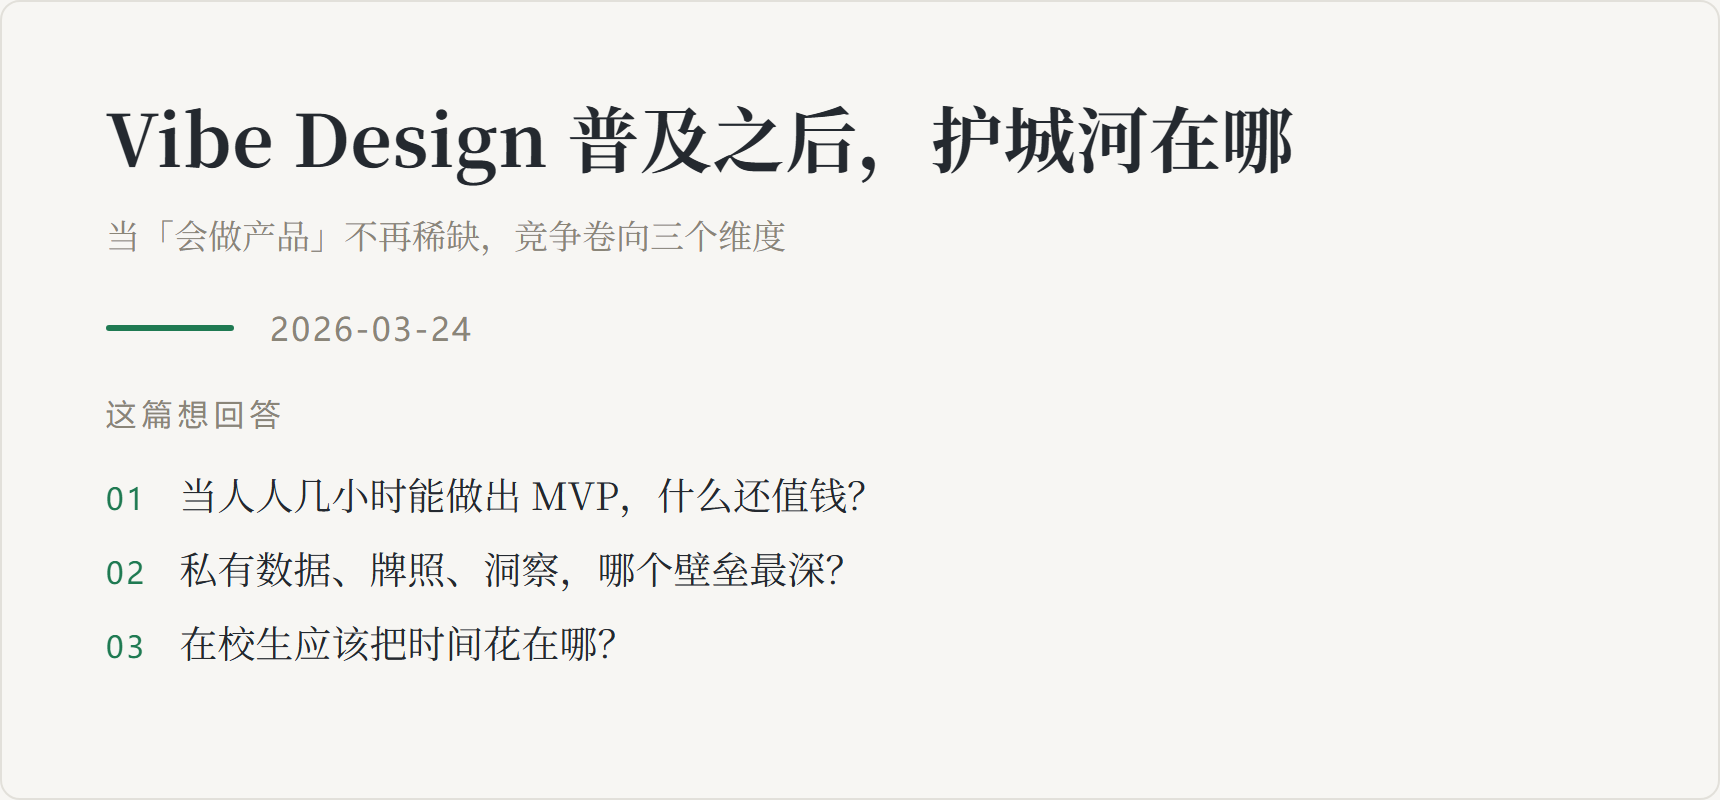 Vibe Design 普及之后，护城河在哪
当「会做产品」不再稀缺，竞争卷向三个维度
2026-03-24
这篇想回答
01 当人人几小时能做出 MVP，什么还值钱？
02 私有数据、牌照、洞察，哪个壁垒最深？
03 在校生应该把时间花在哪？